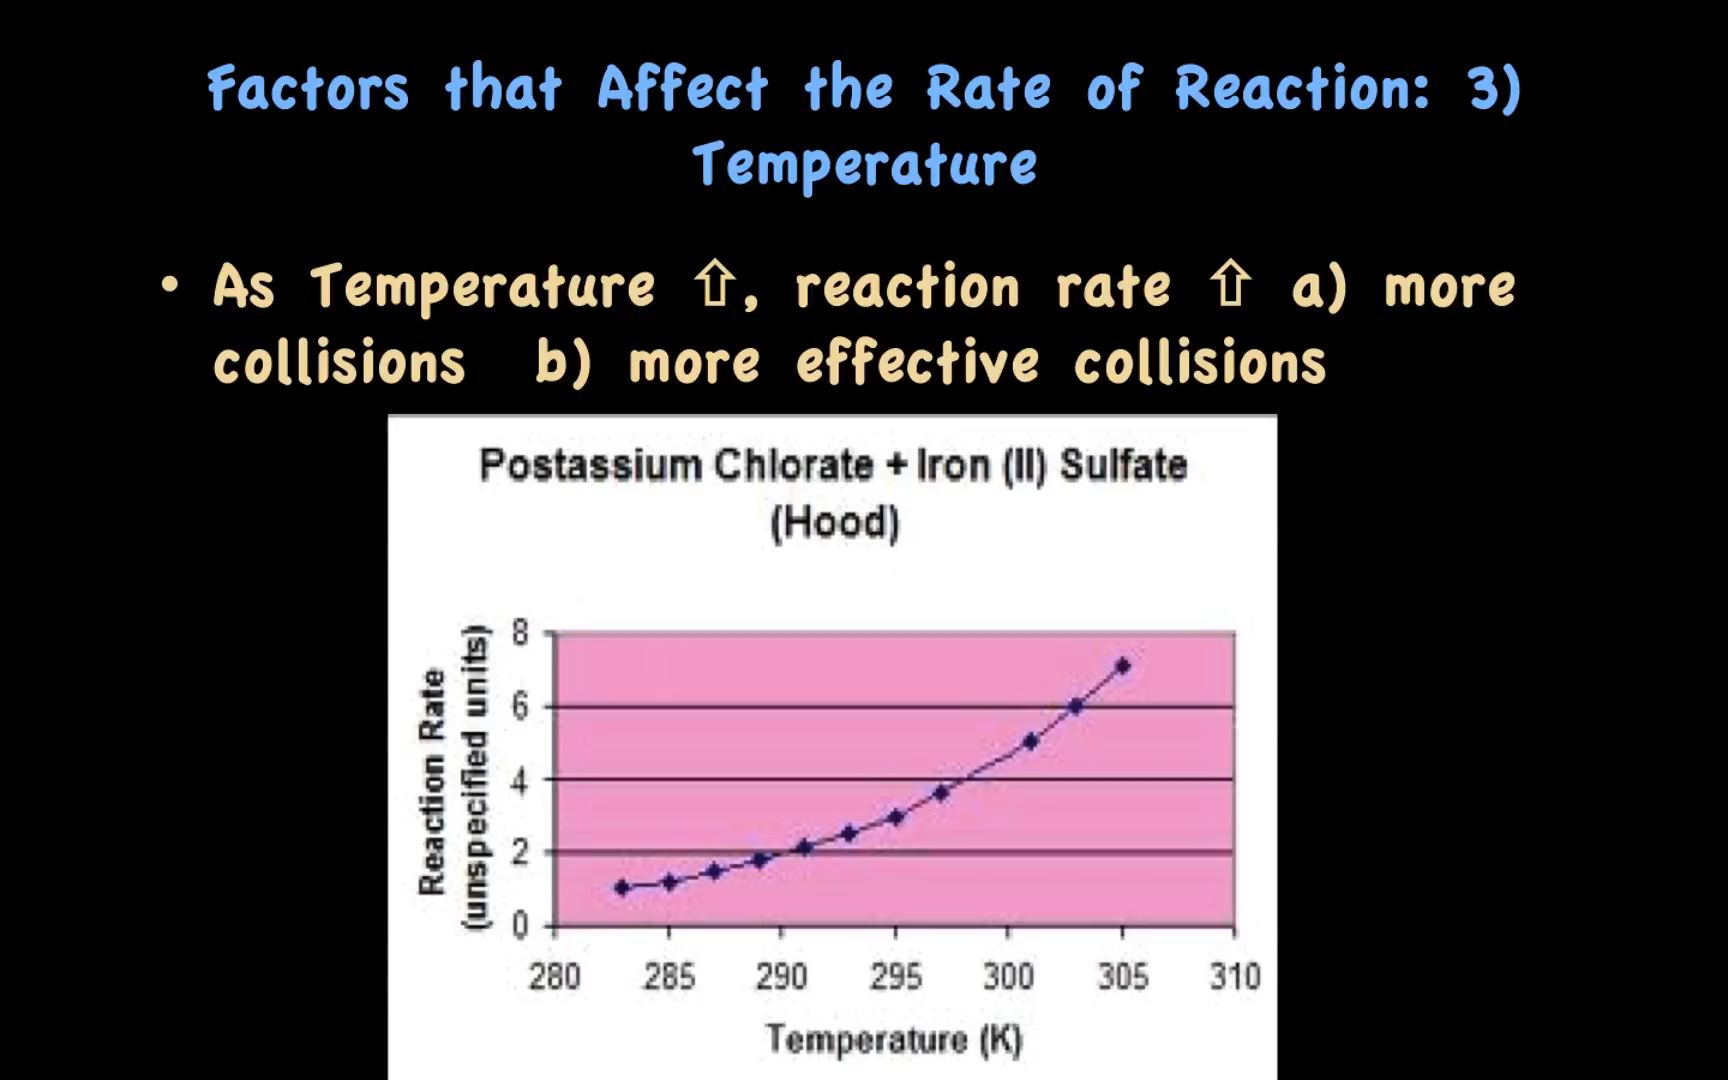 Factors that Affect the Rate of Reaction: 3)
Temperature
• As Temperature ⇧, reaction rate ⇧ a) more
collisions b) more effective collisions
Postassium Chlorate + Iron (II) Sulfate
(Hood)
Reaction Rate
(unspecified units)
8
6
4
2
0
280 285 290 295 300 305 310
Temperature (K)